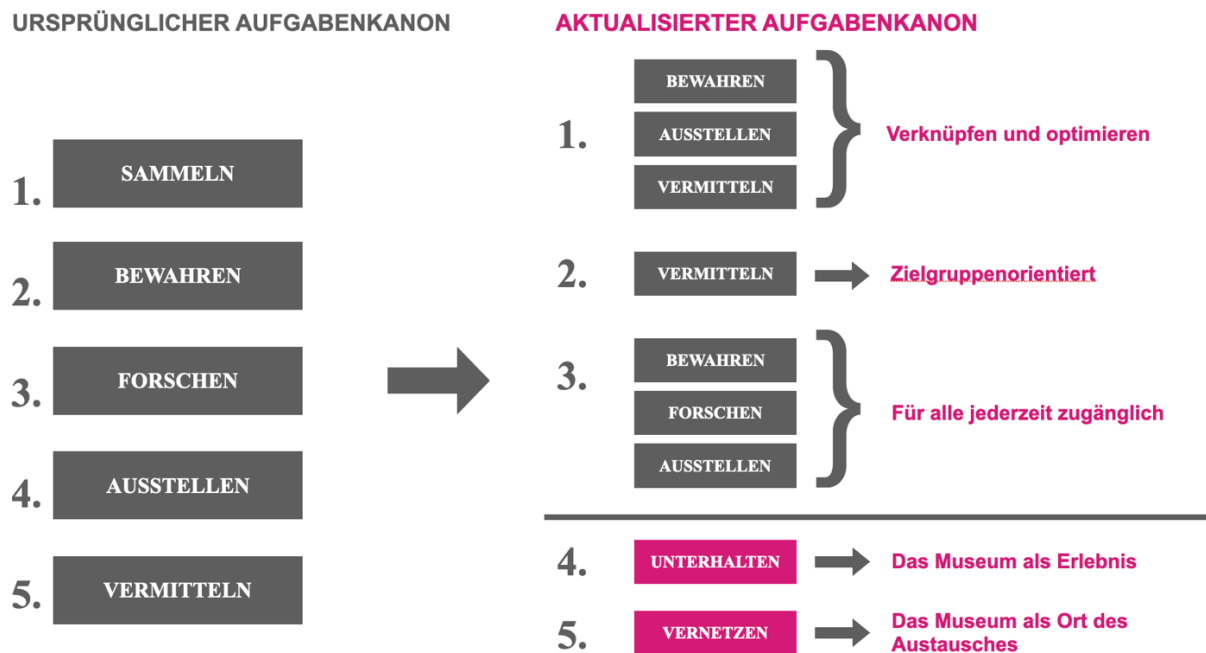 URSPRÜNGLICHER AUFGABENKANON
1. SAMMELN
2. BEWAHREN
3. FORSCHEN
4. AUSSTELLEN
5. VERMITTELN
AKTUALISIERTER AUFGABENKANON
1.
BEWAHREN
AUSSTELLEN
VERMITTELN
Verknüpfen und optimieren
2. VERMITTELN
Zielgruppenorientiert
3.
BEWAHREN
FORSCHEN
AUSSTELLEN
Für alle jederzeit zugänglich
4. UNTERHALTEN
Das Museum als Erlebnis
5. VERNETZEN
Das Museum als Ort des
Austausches